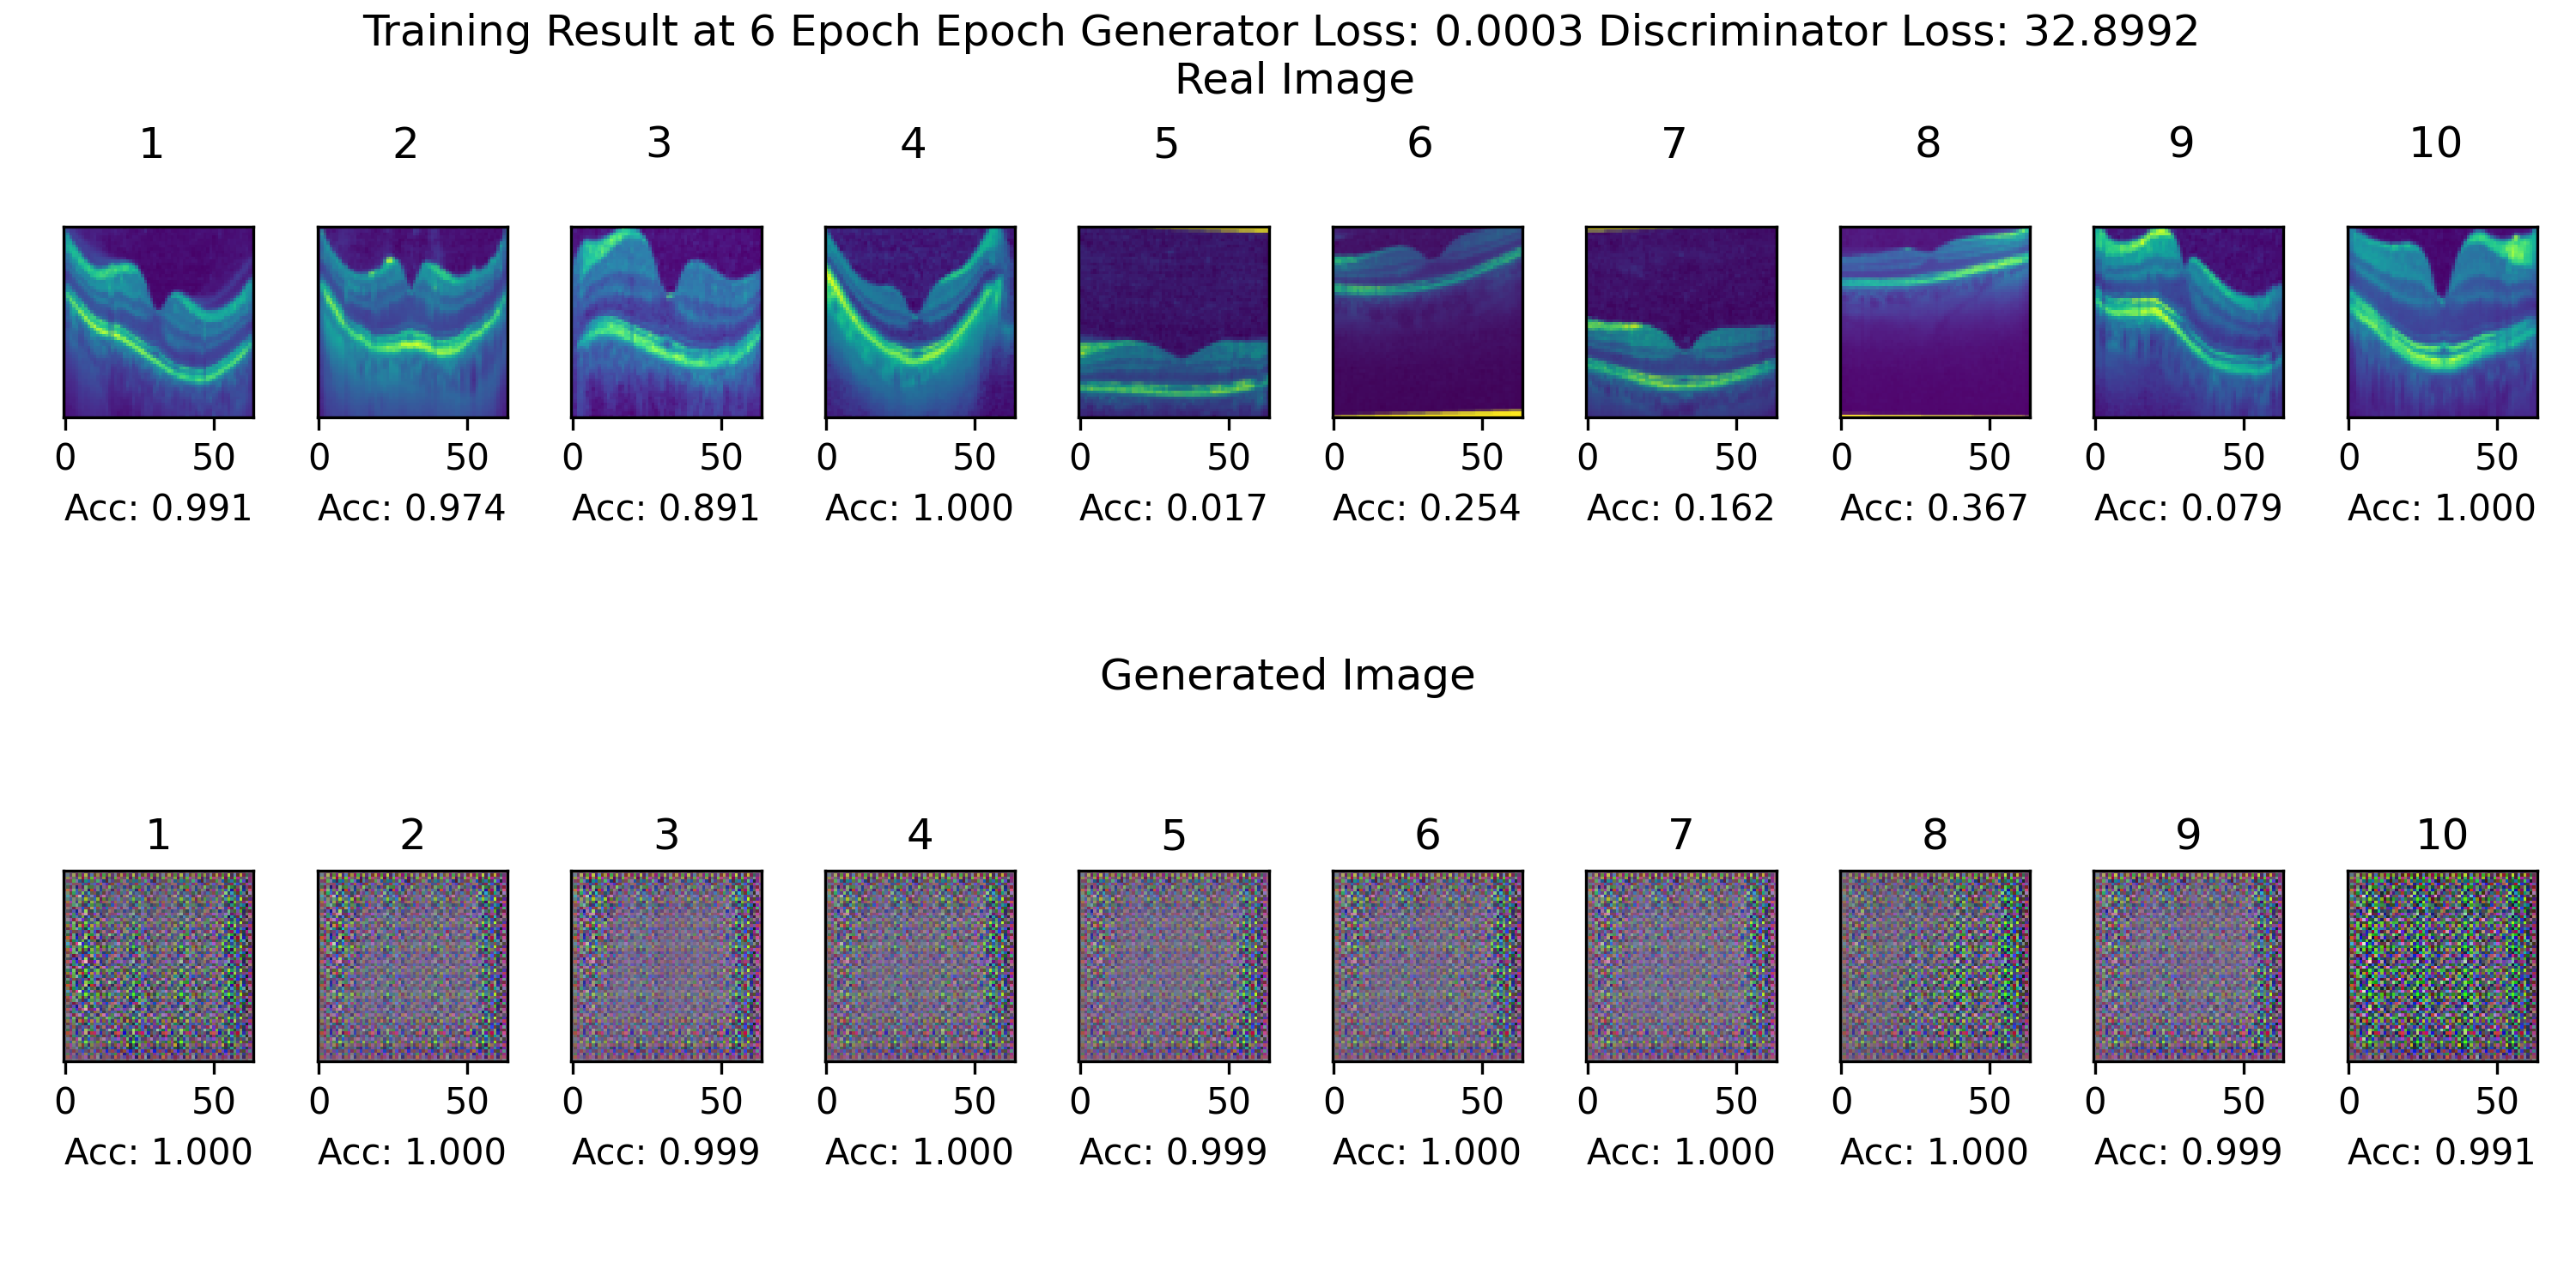 Training Result at 6 Epoch Epoch Generator Loss: 0.0003 Discriminator Loss: 32.8992
Real Image
1 2 3 4 5 6 7 8 9 10
0 50 0 50 0 50 0 50 0 50 0 50 0 50 0 50 0 50 0 50
Acc: 0.991 Acc: 0.974 Acc: 0.891 Acc: 1.000 Acc: 0.017 Acc: 0.254 Acc: 0.162 Acc: 0.367 Acc: 0.079 Acc: 1.000
Generated Image
1 2 3 4 5 6 7 8 9 10
0 50 0 50 0 50 0 50 0 50 0 50 0 50 0 50 0 50 0 50
Acc: 1.000 Acc: 1.000 Acc: 0.999 Acc: 1.000 Acc: 0.999 Acc: 1.000 Acc: 1.000 Acc: 1.000 Acc: 0.999 Acc: 0.991